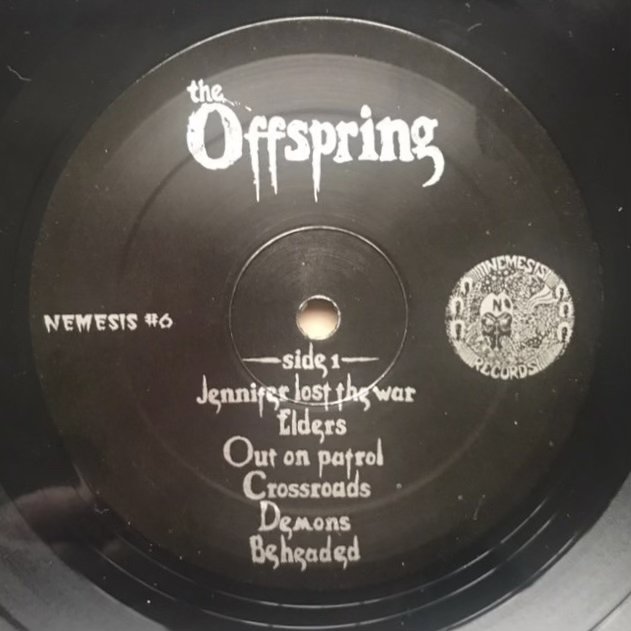 the
Offspring
NEMESIS
N
RECORDS
NEMESIS #6
side 1
Jennifer lost the war
Elders
Out on patrol
Crossroads
Demons
Beheaded